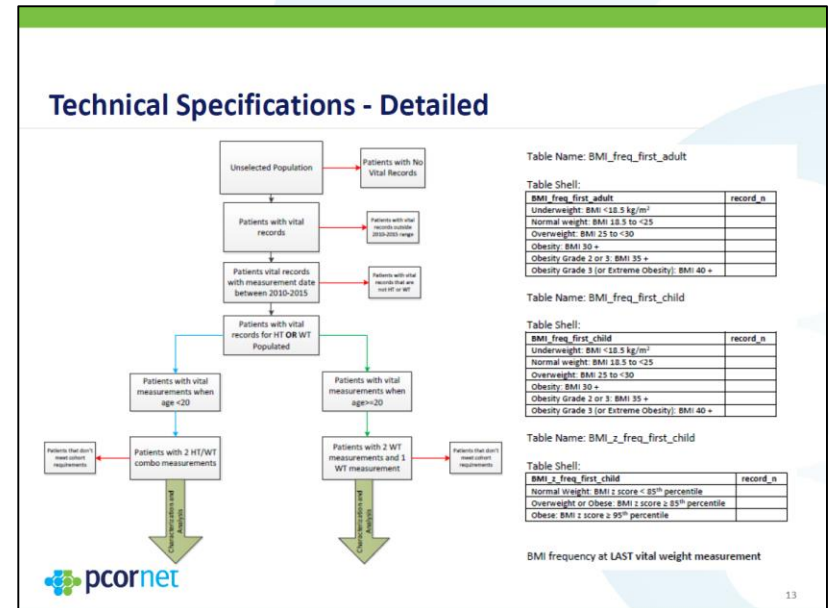 Technical Specifications - Detailed
Unselected Population
Patients with No
Vital Records
Patients with vital
records
Patients with vital
records outside
2010-2015 range
Patients vital records
with measurement date
between 2010-2015
Patients with vital
records that are
not HT or WT
Patients with vital
records for HT OR WT
Populated
Patients with vital
measurements when
age <20
Patients with vital
measurements when
age>=20
Patients that don't
meet cohort
requirements
Patients with 2 HT/WT
combo measurements
Patients with 2 WT
measurements and 1
WT measurement
Patients that don't
meet cohort
requirements
Characterization and
Analysis
Characterization and
Analysis
Table Name: BMI_freq_first_adult
Table Shell:
BMI_freq_first_adult record_n
Underweight: BMI <18.5 kg/m²
Normal weight: BMI 18.5 to <25
Overweight: BMI 25 to <30
Obesity: BMI 30 +
Obesity Grade 2 or 3: BMI 35 +
Obesity Grade 3 (or Extreme Obesity): BMI 40 +
Table Name: BMI_freq_first_child
Table Shell:
BMI_freq_first_child record_n
Underweight: BMI <18.5 kg/m²
Normal weight: BMI 18.5 to <25
Overweight: BMI 25 to <30
Obesity: BMI 30 +
Obesity Grade 2 or 3: BMI 35 +
Obesity Grade 3 (or Extreme Obesity): BMI 40 +
Table Name: BMI_z_freq_first_child
Table Shell:
BMI_z_freq_first_child record_n
Normal Weight: BMI z score < 85th percentile
Overweight or Obese: BMI z score ≥ 85th percentile
Obese: BMI z score ≥ 95th percentile
BMI frequency at LAST vital weight measurement
pcornet
13